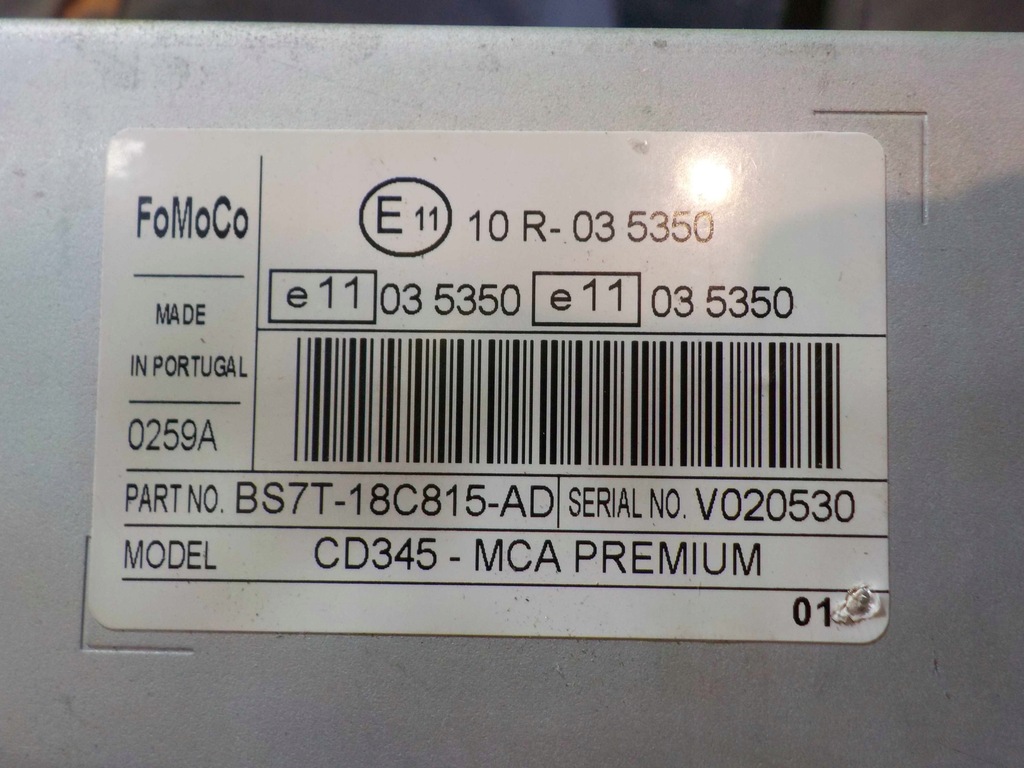 FoMoCo
MADE
IN PORTUGAL
0259A
E 11 10 R- 03 5350
e 11 03 5350 e 11 03 5350
PART NO. BS7T-18C815-AD SERIAL NO. V020530
MODEL CD345 - MCA PREMIUM
01